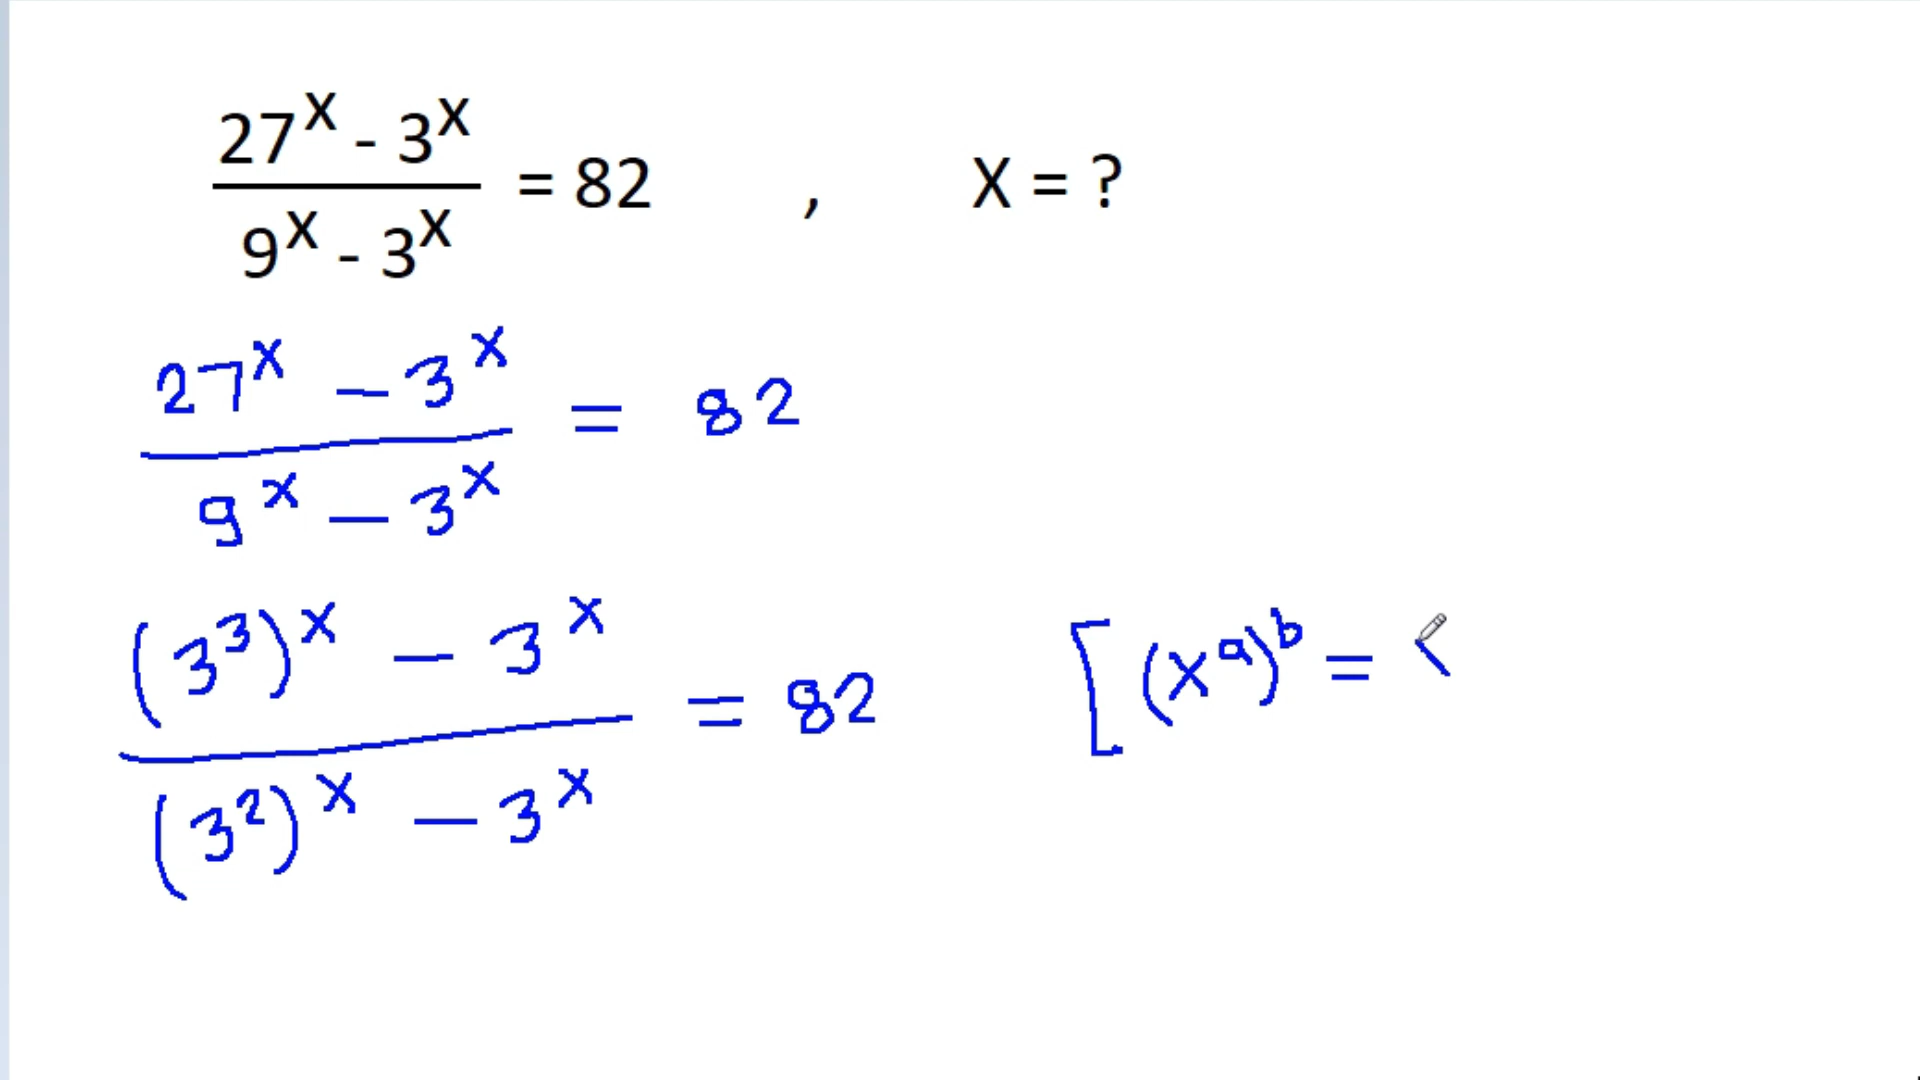 27^x - 3^x
———— = 82 , X = ?
9^x - 3^x
27^x - 3^x
———— = 82
9^x - 3^x
(3^3)^x - 3^x
———— = 82 [(x^a)^b =
(3^2)^x - 3^x